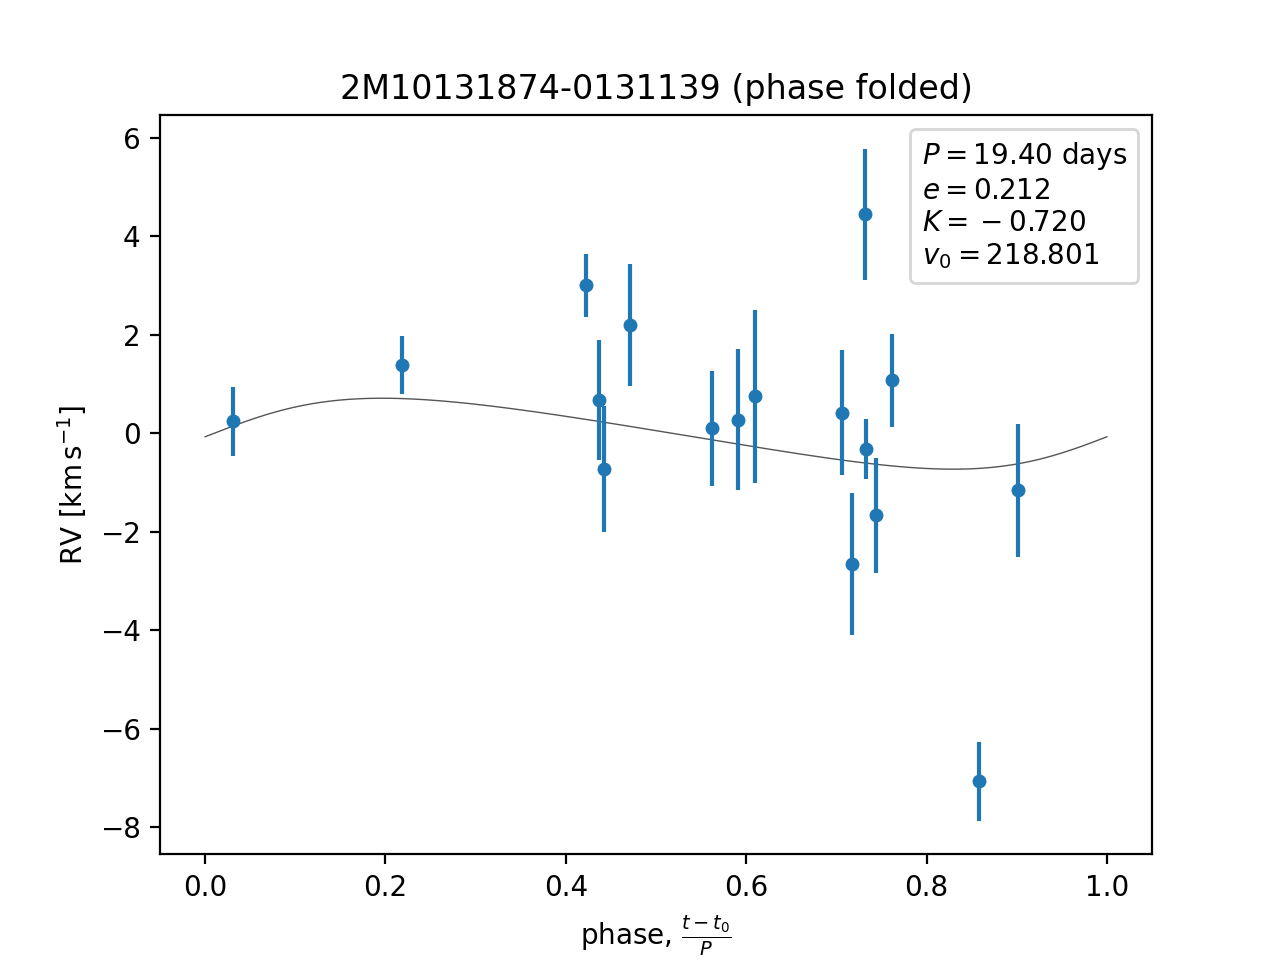 2M10131874-0131139 (phase folded)
P = 19.40 days
e = 0.212
K = −0.720
v₀ = 218.801
6
4
2
0
−2
−4
−6
−8
RV [km s⁻¹]
0.0 0.2 0.4 0.6 0.8 1.0
phase, (t − t₀)/P